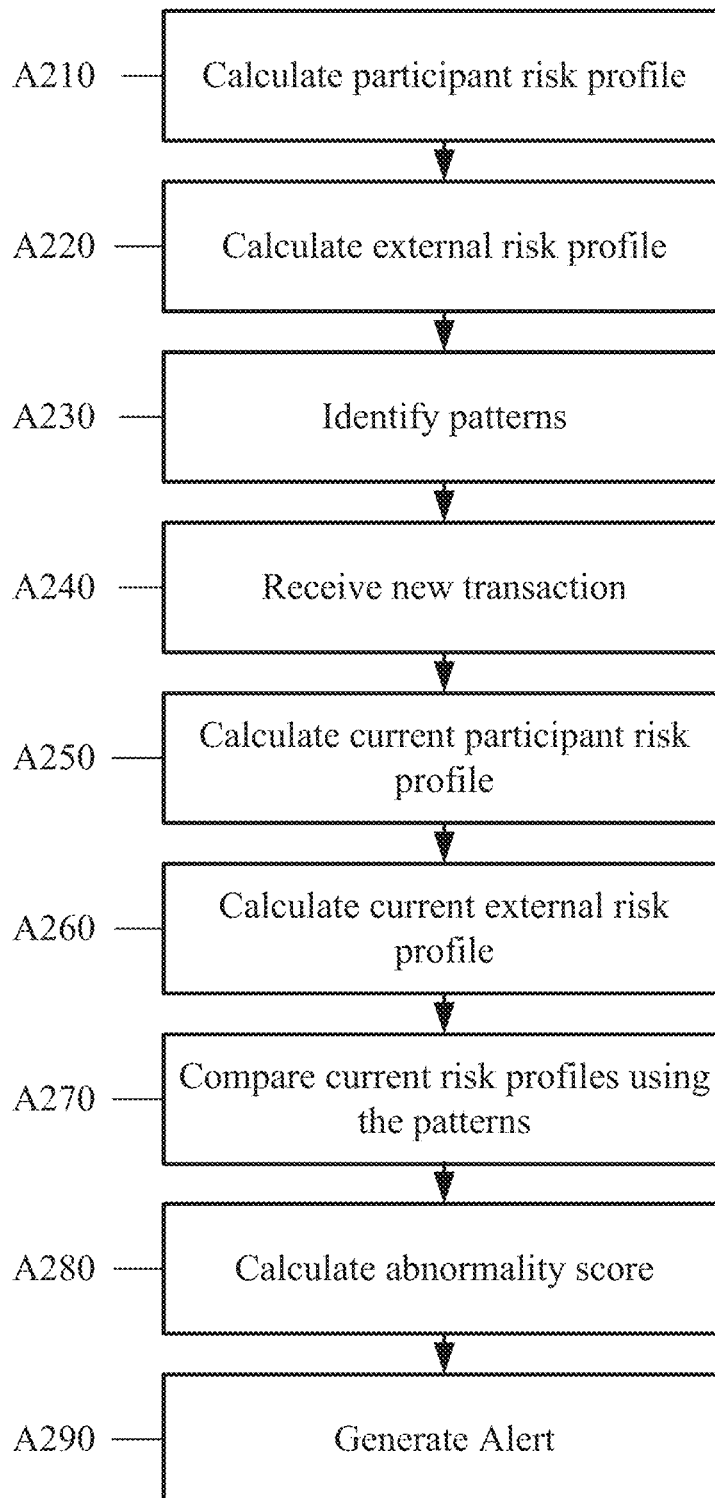 A210
Calculate participant risk profile
A220
Calculate external risk profile
A230
Identify patterns
A240
Receive new transaction
A250
Calculate current participant risk
profile
A260
Calculate current external risk
profile
A270
Compare current risk profiles using
the patterns
A280
Calculate abnormality score
A290
Generate Alert